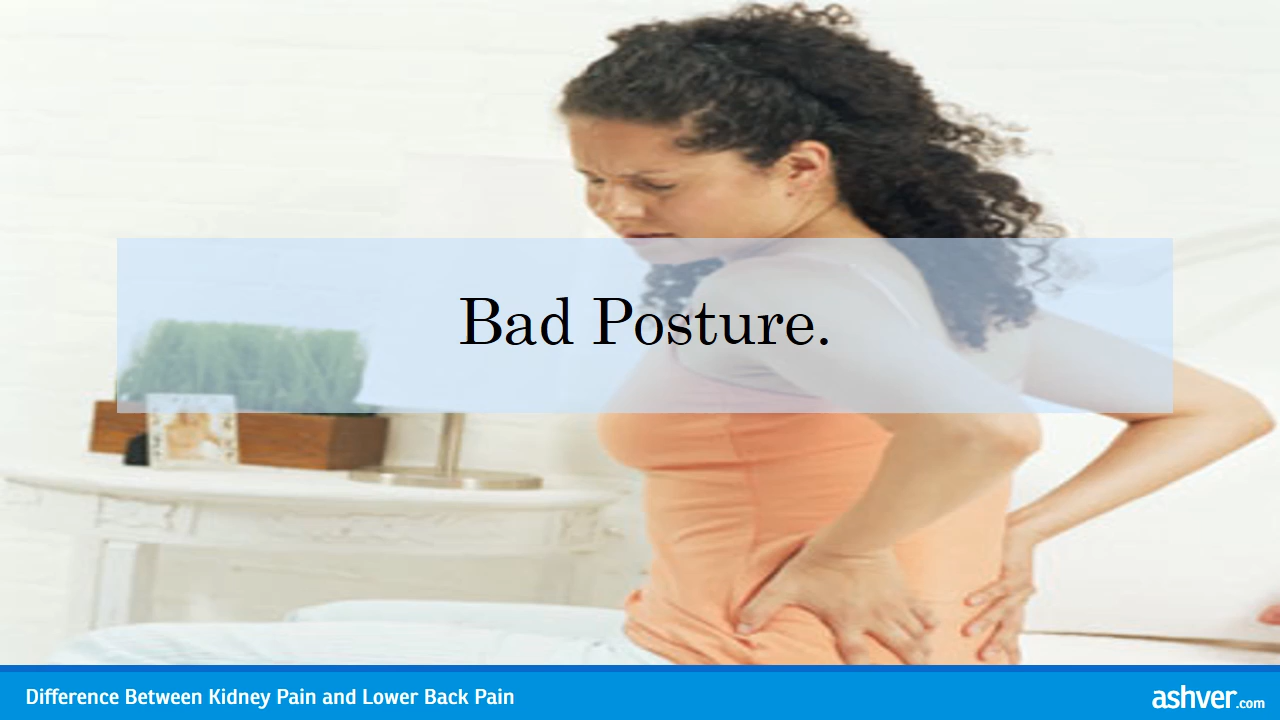 Bad Posture.
Difference Between Kidney Pain and Lower Back Pain
ashver.com